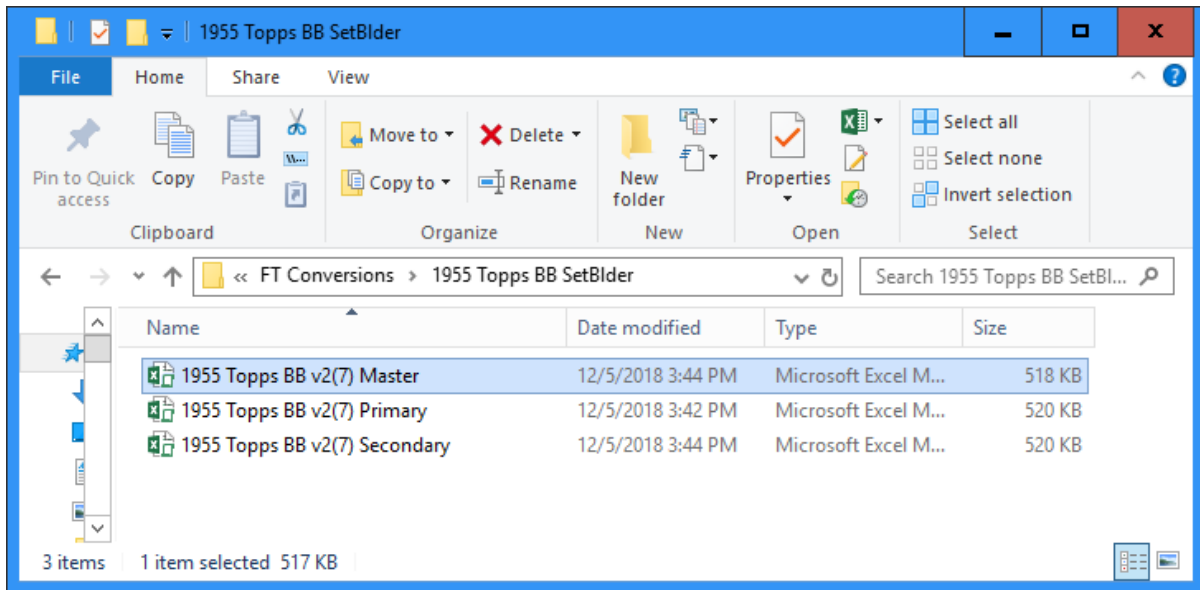 1955 Topps BB SetBlder
File Home Share View
Pin to Quick access
Copy
Paste
Move to
Copy to
Delete
Rename
New folder
Properties
Select all
Select none
Invert selection
Clipboard Organize New Open Select
« FT Conversions > 1955 Topps BB SetBlder
Search 1955 Topps BB SetBl...
Name Date modified Type Size
1955 Topps BB v2(7) Master 12/5/2018 3:44 PM Microsoft Excel M... 518 KB
1955 Topps BB v2(7) Primary 12/5/2018 3:42 PM Microsoft Excel M... 520 KB
1955 Topps BB v2(7) Secondary 12/5/2018 3:44 PM Microsoft Excel M... 520 KB
3 items 1 item selected 517 KB